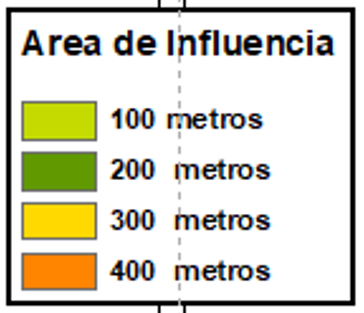 Area de Influencia
100 metros
200 metros
300 metros
400 metros